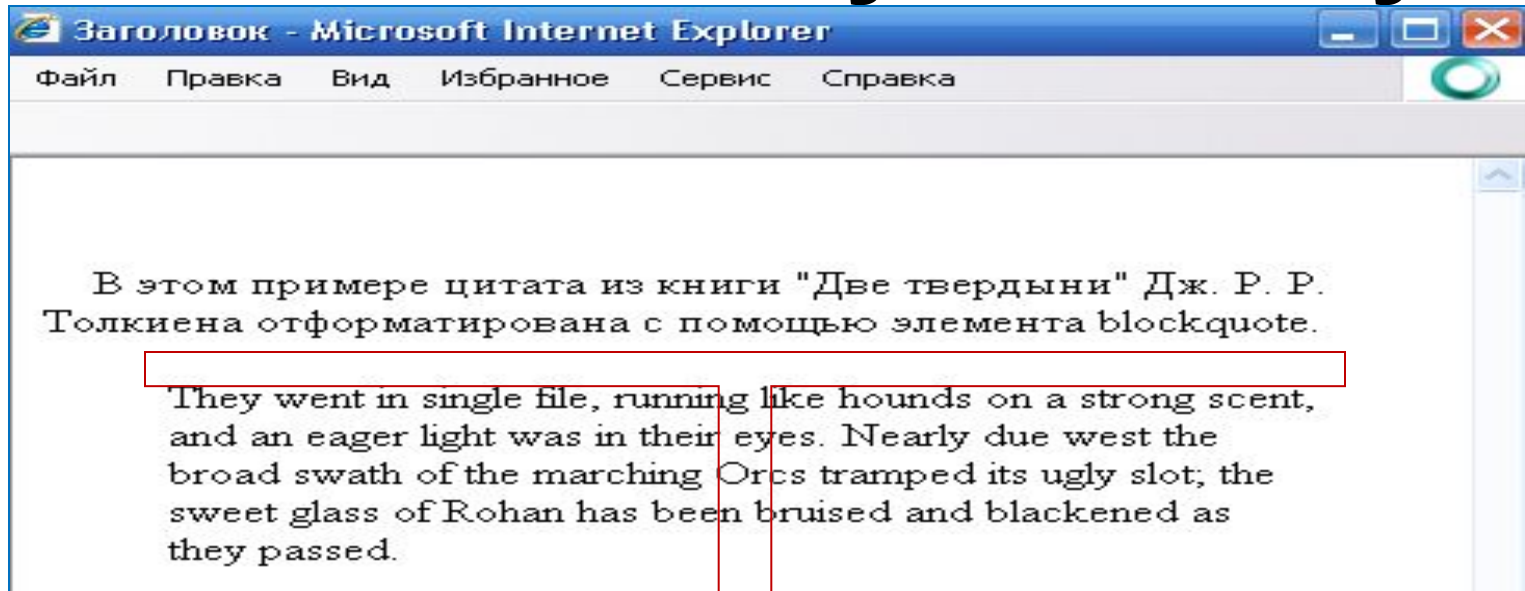 Заголовок - Microsoft Internet Explorer
Файл Правка Вид Избранное Сервис Справка
В этом примере цитата из книги "Две твердыни" Дж. Р. Р.
Толкиена отформатирована с помощью элемента blockquote.
They went in single file, running like hounds on a strong scent,
and an eager light was in their eyes. Nearly due west the
broad swath of the marching Orcs tramped its ugly slot; the
sweet glass of Rohan has been bruised and blackened as
they passed.